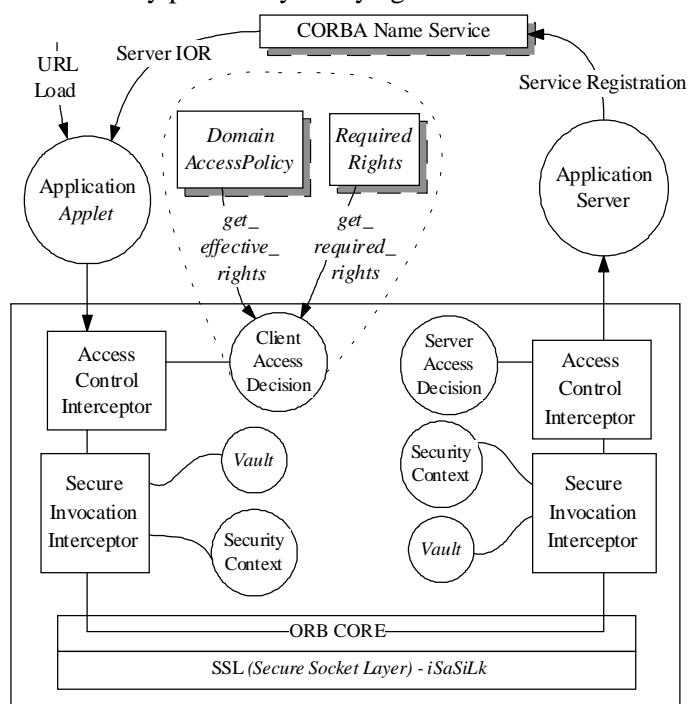 CORBA Name Service
Server IOR
URL
Load
Service Registration
Domain
AccessPolicy
Required
Rights
Application
Applet
Application
Server
get_
effective_
rights
get_
required_
rights
Client
Access
Decision
Server
Access
Decision
Access
Control
Interceptor
Access
Control
Interceptor
Vault
Security
Context
Secure
Invocation
Interceptor
Secure
Invocation
Interceptor
Security
Context
Vault
ORB CORE
SSL (Secure Socket Layer) - iSaSiLk